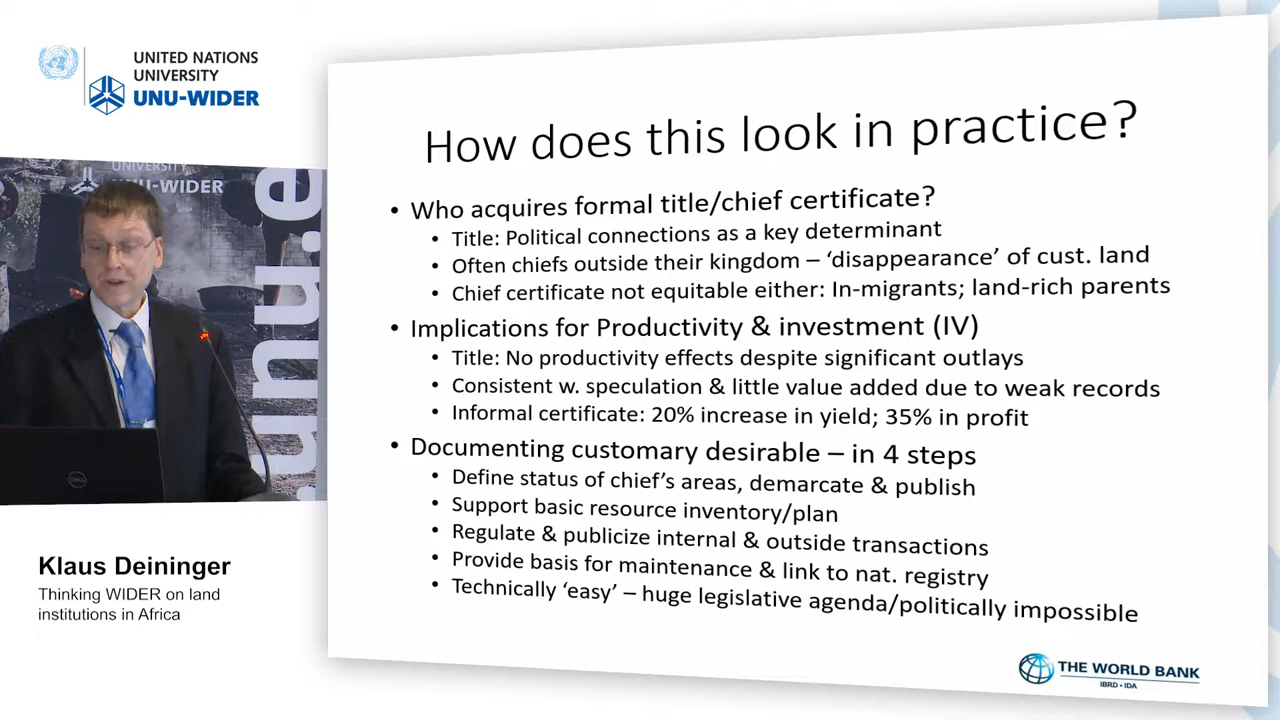 UNITED NATIONS
UNIVERSITY
UNU-WIDER
UNIVERSITY
UNU-WIDER
unu.e
DELL
Klaus Deininger
Thinking WIDER on land
institutions in Africa
How does this look in practice?
• Who acquires formal title/chief certificate?
• Title: Political connections as a key determinant
• Often chiefs outside their kingdom – ‘disappearance’ of cust. land
• Chief certificate not equitable either: In-migrants; land-rich parents
• Implications for Productivity & investment (IV)
• Title: No productivity effects despite significant outlays
• Consistent w. speculation & little value added due to weak records
• Informal certificate: 20% increase in yield; 35% in profit
• Documenting customary desirable – in 4 steps
• Define status of chief’s areas, demarcate & publish
• Support basic resource inventory/plan
• Regulate & publicize internal & outside transactions
• Provide basis for maintenance & link to nat. registry
• Technically ‘easy’ – huge legislative agenda/politically impossible
THE WORLD BANK
IBRD • IDA